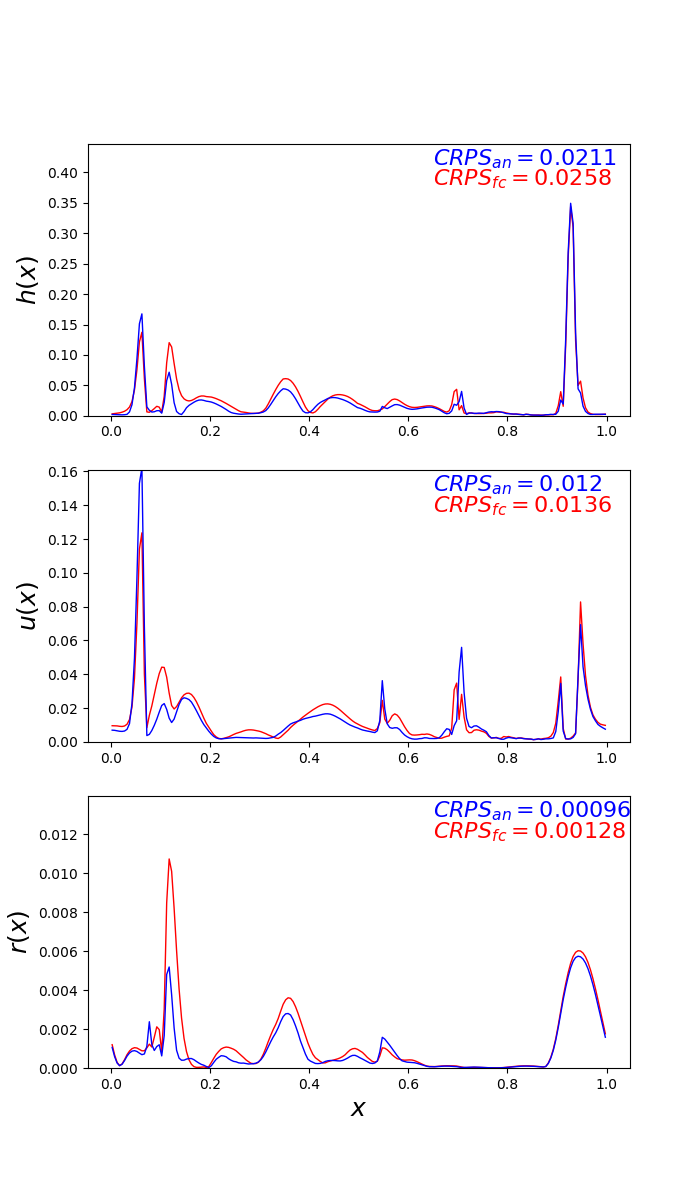 CRPS_an = 0.0211
CRPS_fc = 0.0258
0.40
0.35
0.30
0.25
0.20
0.15
0.10
0.05
0.00
h(x)
0.0 0.2 0.4 0.6 0.8 1.0
CRPS_an = 0.012
CRPS_fc = 0.0136
0.16
0.14
0.12
0.10
0.08
0.06
0.04
0.02
0.00
u(x)
0.0 0.2 0.4 0.6 0.8 1.0
CRPS_an = 0.00096
CRPS_fc = 0.00128
0.012
0.010
0.008
0.006
0.004
0.002
0.000
r(x)
0.0 0.2 0.4 0.6 0.8 1.0
x